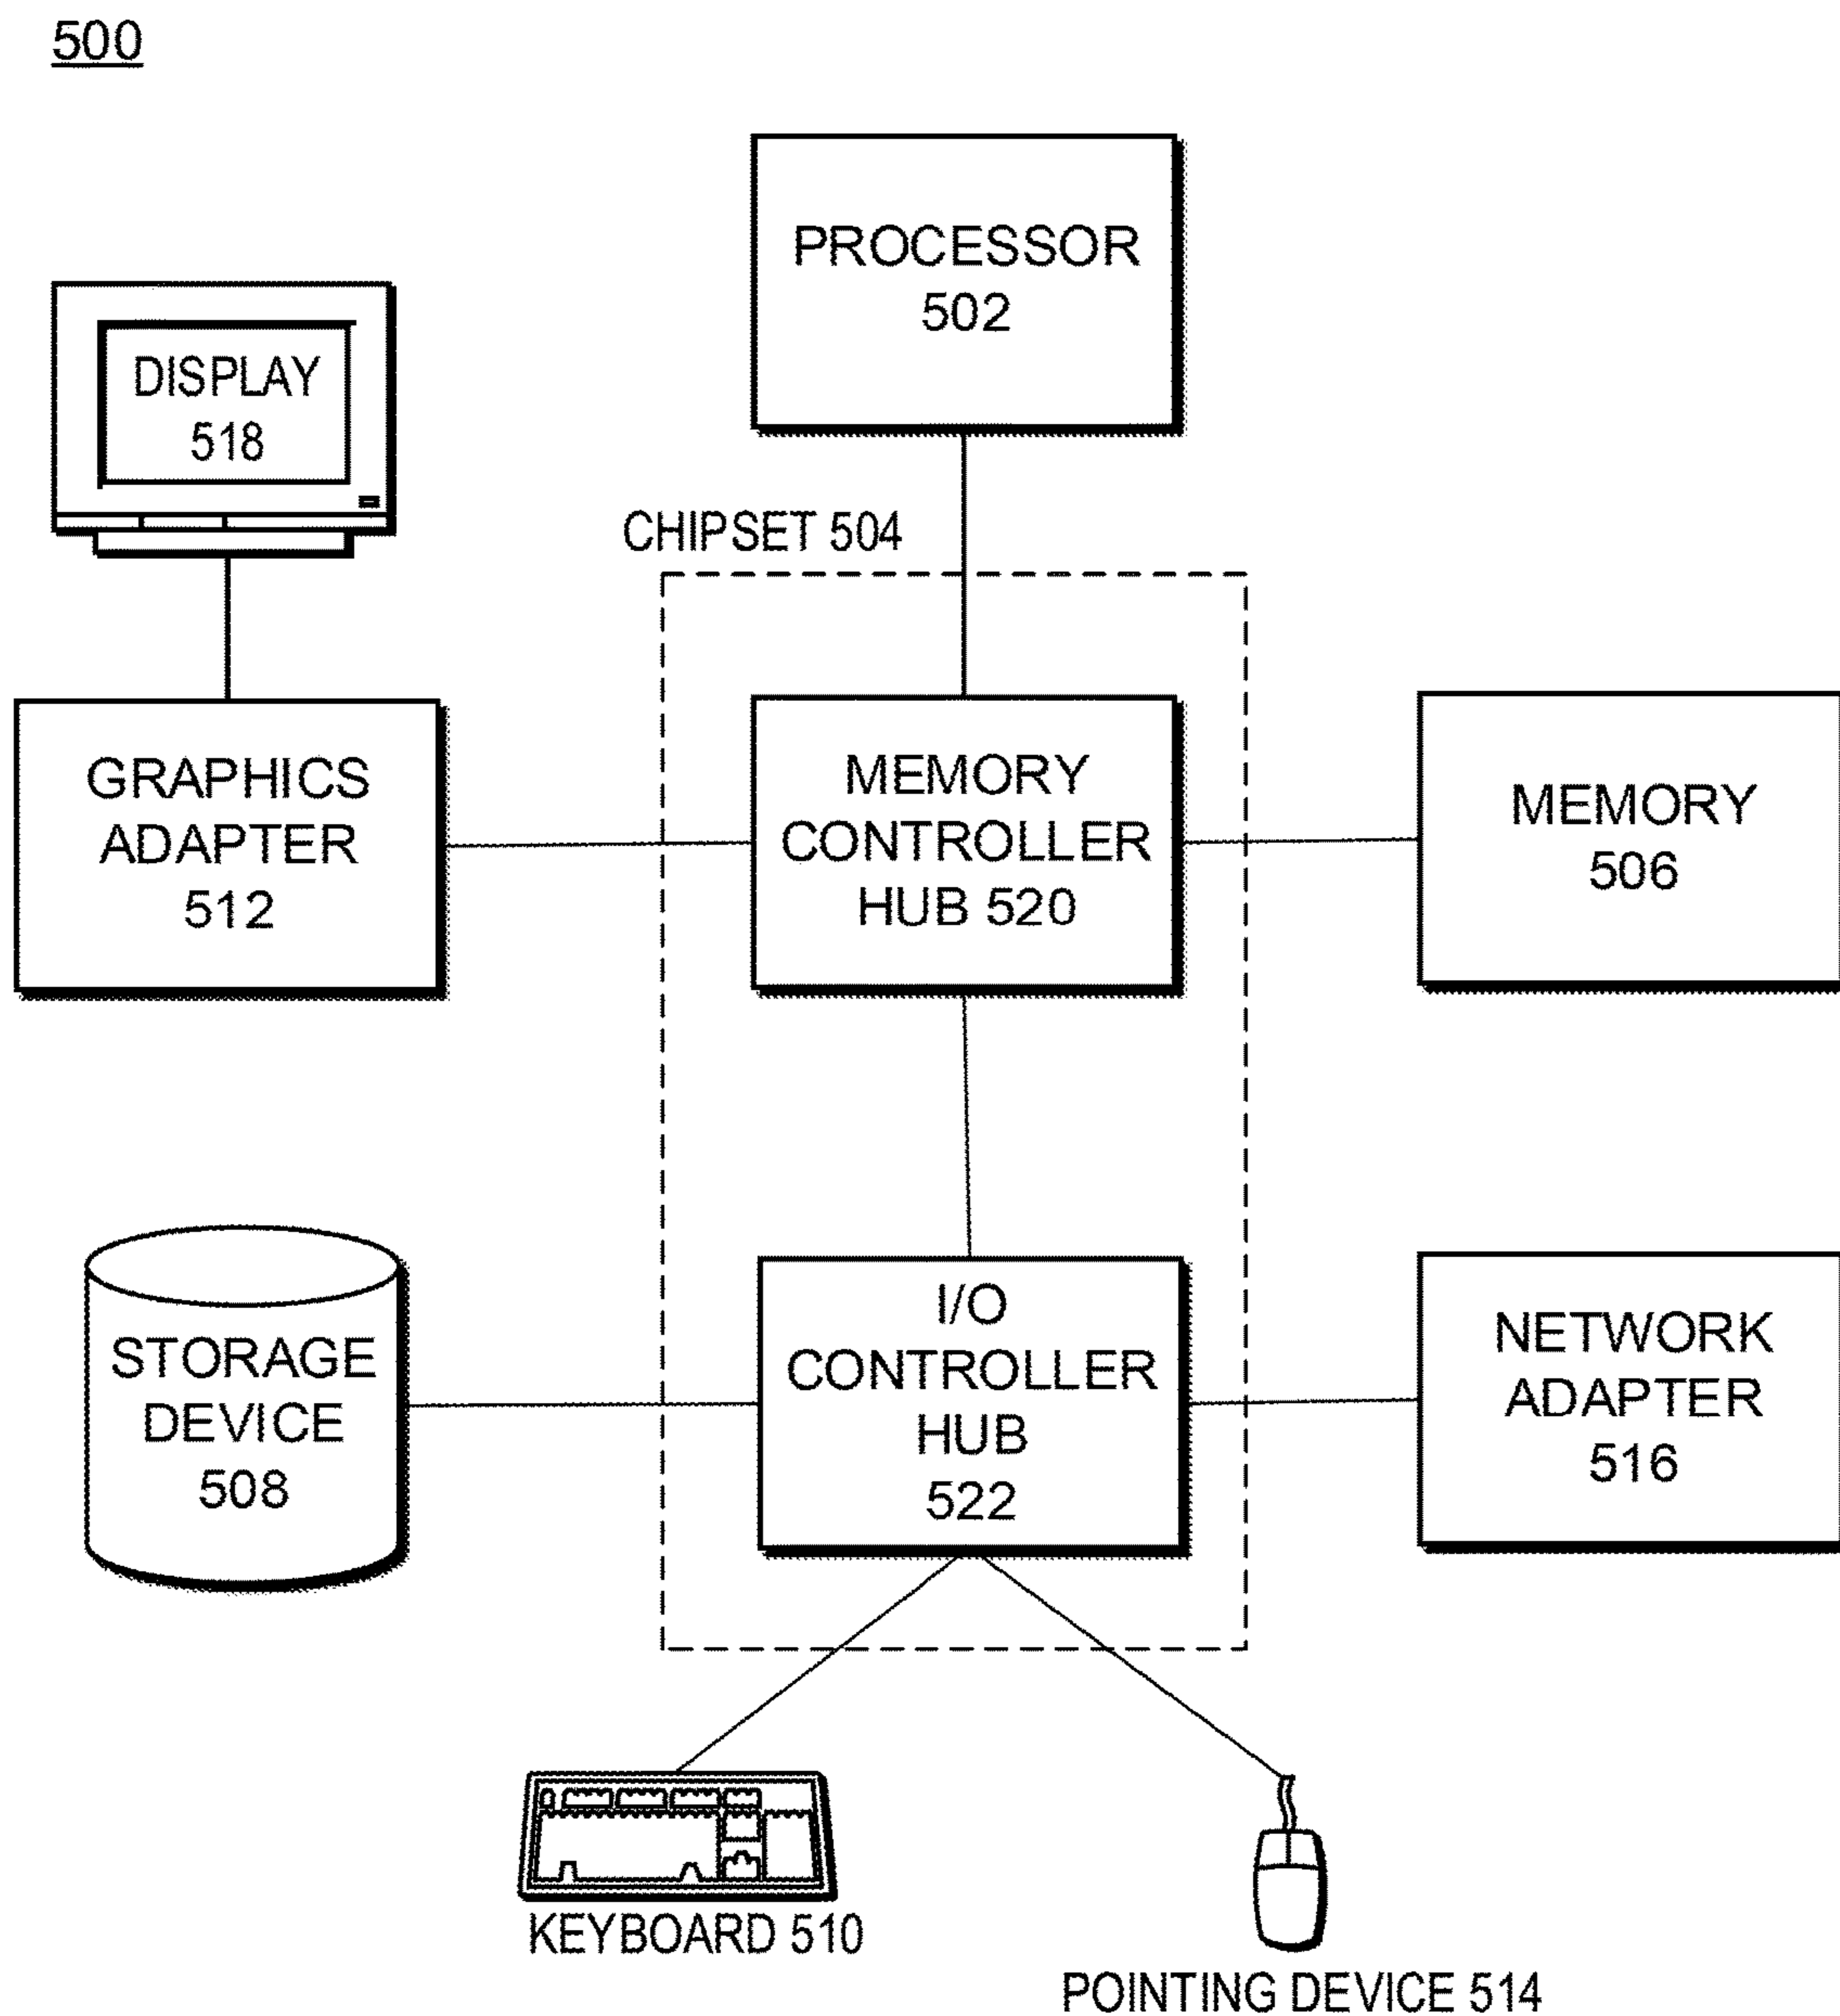 500
PROCESSOR
502
DISPLAY
518
CHIPSET 504
GRAPHICS
ADAPTER
512
MEMORY
CONTROLLER
HUB 520
MEMORY
506
STORAGE
DEVICE
508
I/O
CONTROLLER
HUB
522
NETWORK
ADAPTER
516
KEYBOARD 510
POINTING DEVICE 514